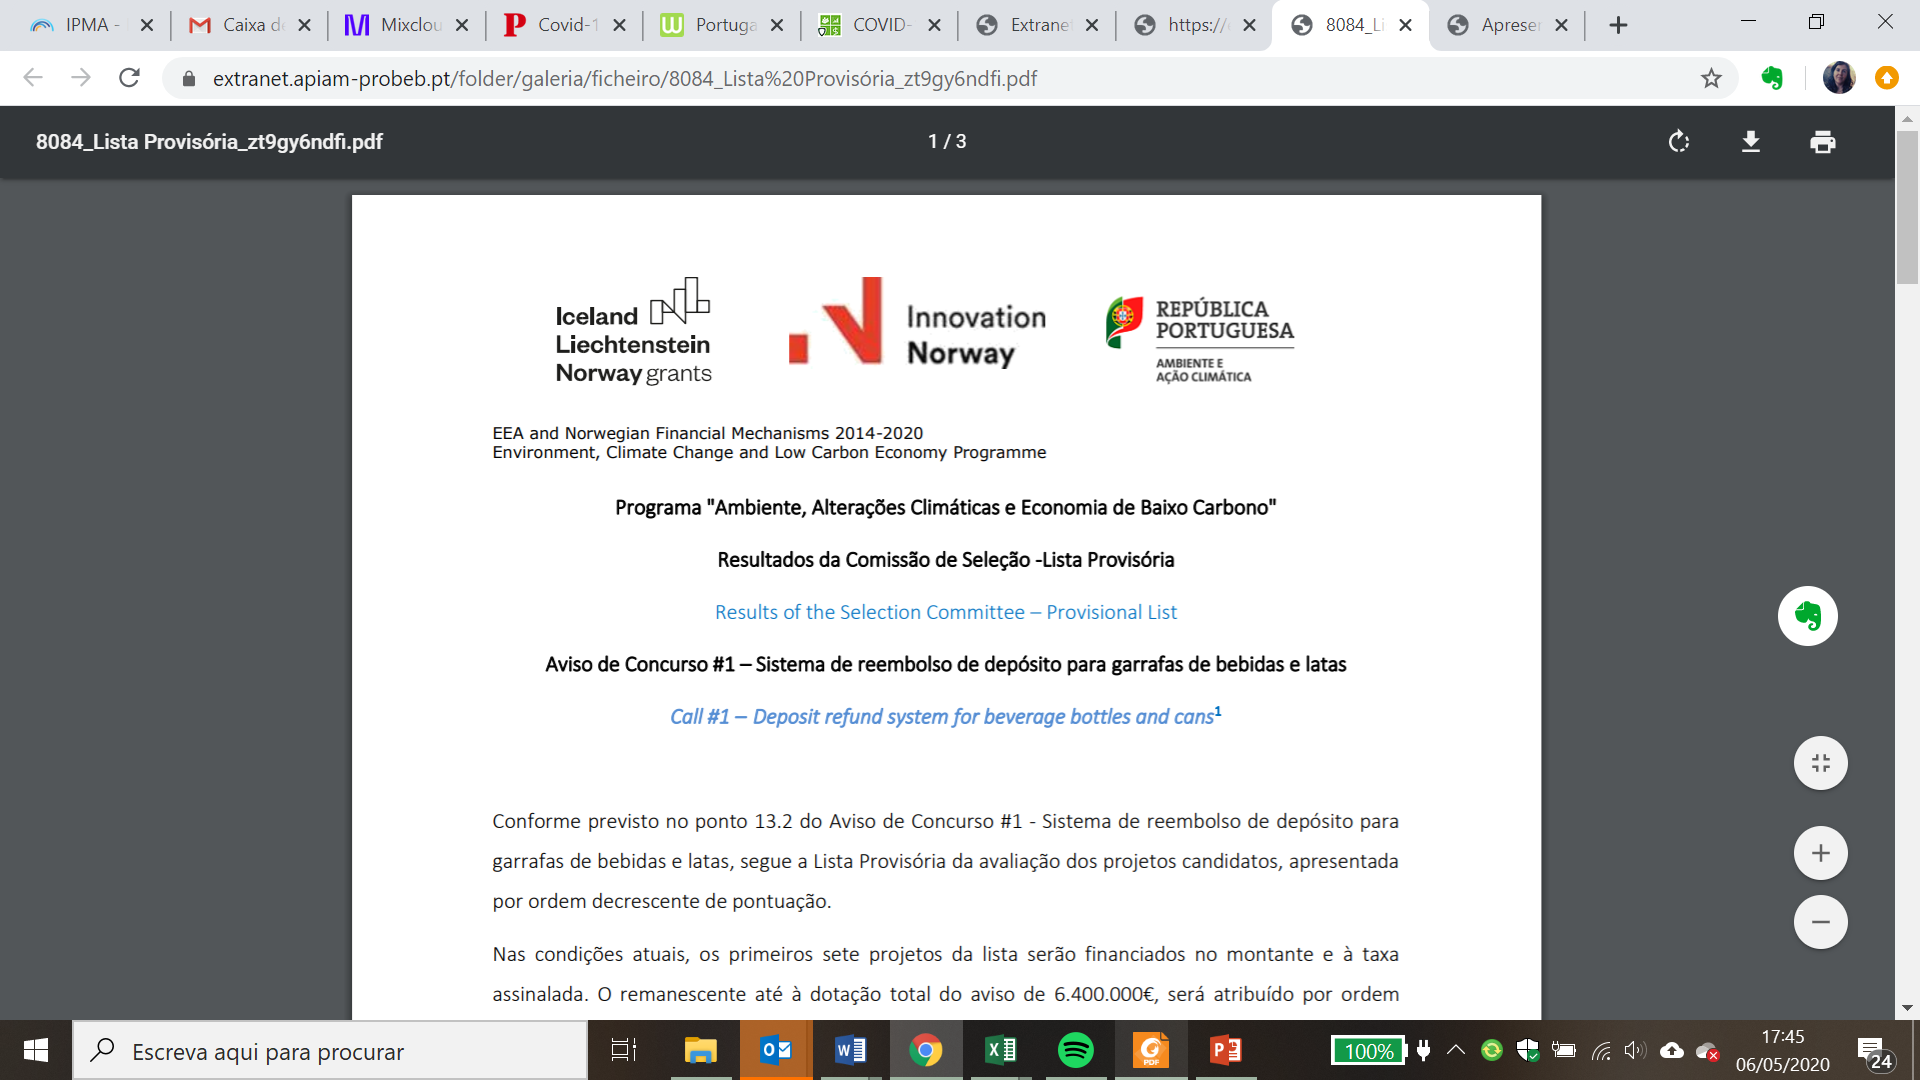 IPMA -
Caixa de
Mixclou
Covid-1
Portuga
COVID-
Extranet
https://
8084_Li
Apresen
extranet.apiam-probeb.pt/folder/galeria/ficheiro/8084_Lista%20Provisória_zt9gy6ndfi.pdf
8084_Lista Provisória_zt9gy6ndfi.pdf
1 / 3
Iceland
Liechtenstein
Norway grants
Innovation
Norway
REPÚBLICA
PORTUGUESA
AMBIENTE E
AÇÃO CLIMÁTICA
EEA and Norwegian Financial Mechanisms 2014-2020
Environment, Climate Change and Low Carbon Economy Programme
Programa "Ambiente, Alterações Climáticas e Economia de Baixo Carbono"
Resultados da Comissão de Seleção -Lista Provisória
Results of the Selection Committee – Provisional List
Aviso de Concurso #1 – Sistema de reembolso de depósito para garrafas de bebidas e latas
Call #1 – Deposit refund system for beverage bottles and cans¹
Conforme previsto no ponto 13.2 do Aviso de Concurso #1 - Sistema de reembolso de depósito para
garrafas de bebidas e latas, segue a Lista Provisória da avaliação dos projetos candidatos, apresentada
por ordem decrescente de pontuação.
Nas condições atuais, os primeiros sete projetos da lista serão financiados no montante e à taxa
assinalada. O remanescente até à dotação total do aviso de 6.400.000€, será atribuído por ordem
Escreva aqui para procurar
100%
17:45
06/05/2020
24